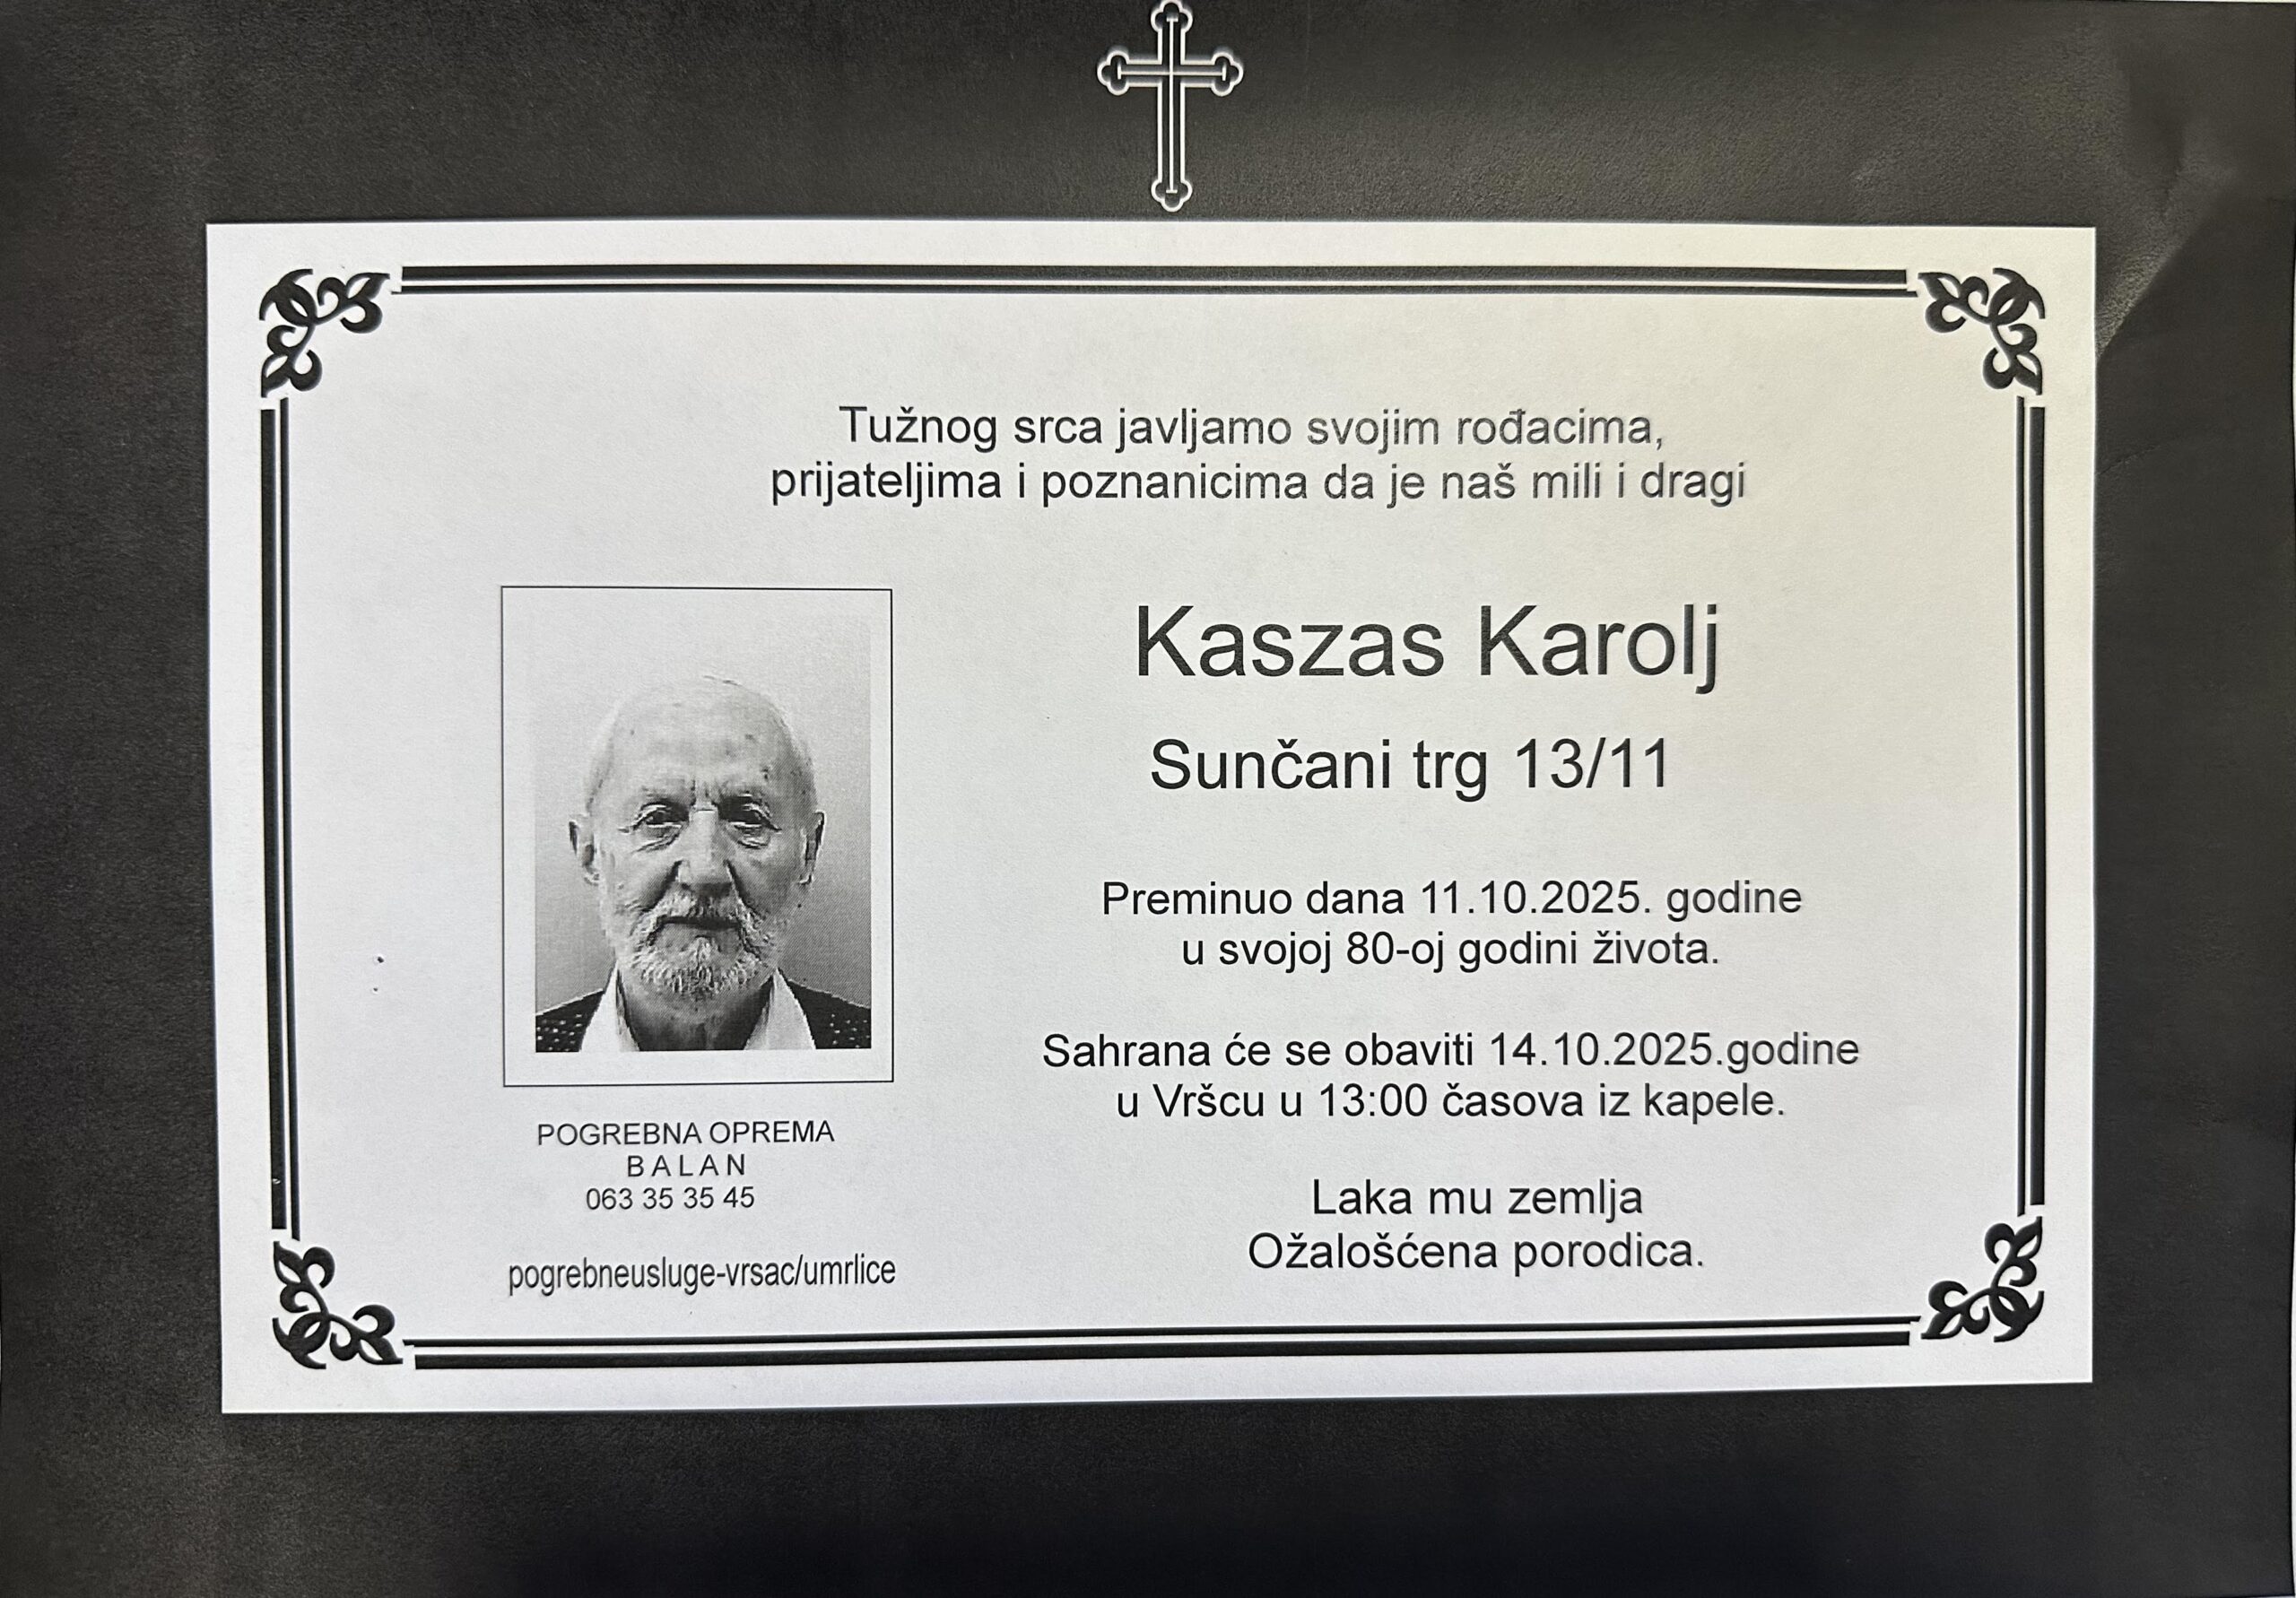 Tužnog srca javljamo svojim rođacima,
prijateljima i poznanicima da je naš mili i dragi
Kaszas Karolj
Sunčani trg 13/11
Preminuo dana 11.10.2025. godine
u svojoj 80-oj godini života.
Sahrana će se obaviti 14.10.2025.godine
u Vršcu u 13:00 časova iz kapele.
Laka mu zemlja
Ožalošćena porodica.
POGREBNA OPREMA
B A L A N
063 35 35 45
pogrebneusluge-vrsac/umrlice